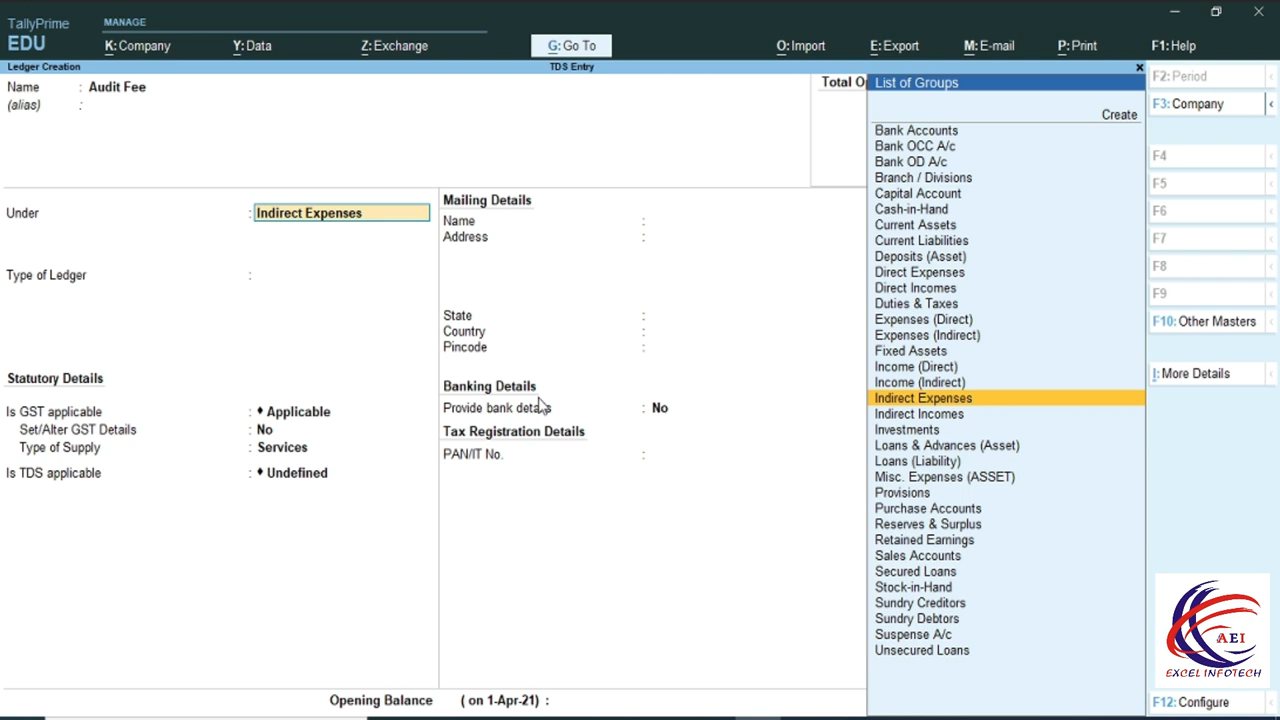 TallyPrime
EDU
MANAGE
K: Company
Y: Data
Z: Exchange
G: Go To
O: Import
E: Export
M: E-mail
P: Print
F1: Help
Ledger Creation
TDS Entry
Name : Audit Fee
(alias) :
Total O
Under : Indirect Expenses
Type of Ledger :
Statutory Details
Is GST applicable : ♦ Applicable
Set/Alter GST Details : No
Type of Supply : Services
Is TDS applicable : ♦ Undefined
Mailing Details
Name :
Address :
State :
Country :
Pincode :
Banking Details
Provide bank details : No
Tax Registration Details
PAN/IT No. :
Opening Balance ( on 1-Apr-21) :
List of Groups
Create
Bank Accounts
Bank OCC A/c
Bank OD A/c
Branch / Divisions
Capital Account
Cash-in-Hand
Current Assets
Current Liabilities
Deposits (Asset)
Direct Expenses
Direct Incomes
Duties & Taxes
Expenses (Direct)
Expenses (Indirect)
Fixed Assets
Income (Direct)
Income (Indirect)
Indirect Expenses
Indirect Incomes
Investments
Loans & Advances (Asset)
Loans (Liability)
Misc. Expenses (ASSET)
Provisions
Purchase Accounts
Reserves & Surplus
Retained Earnings
Sales Accounts
Secured Loans
Stock-in-Hand
Sundry Creditors
Sundry Debtors
Suspense A/c
Unsecured Loans
F2: Period
F3: Company
F4
F5
F6
F7
F8
F9
F10: Other Masters
I: More Details
AEI
EXCEL INFOTECH
F12: Configure